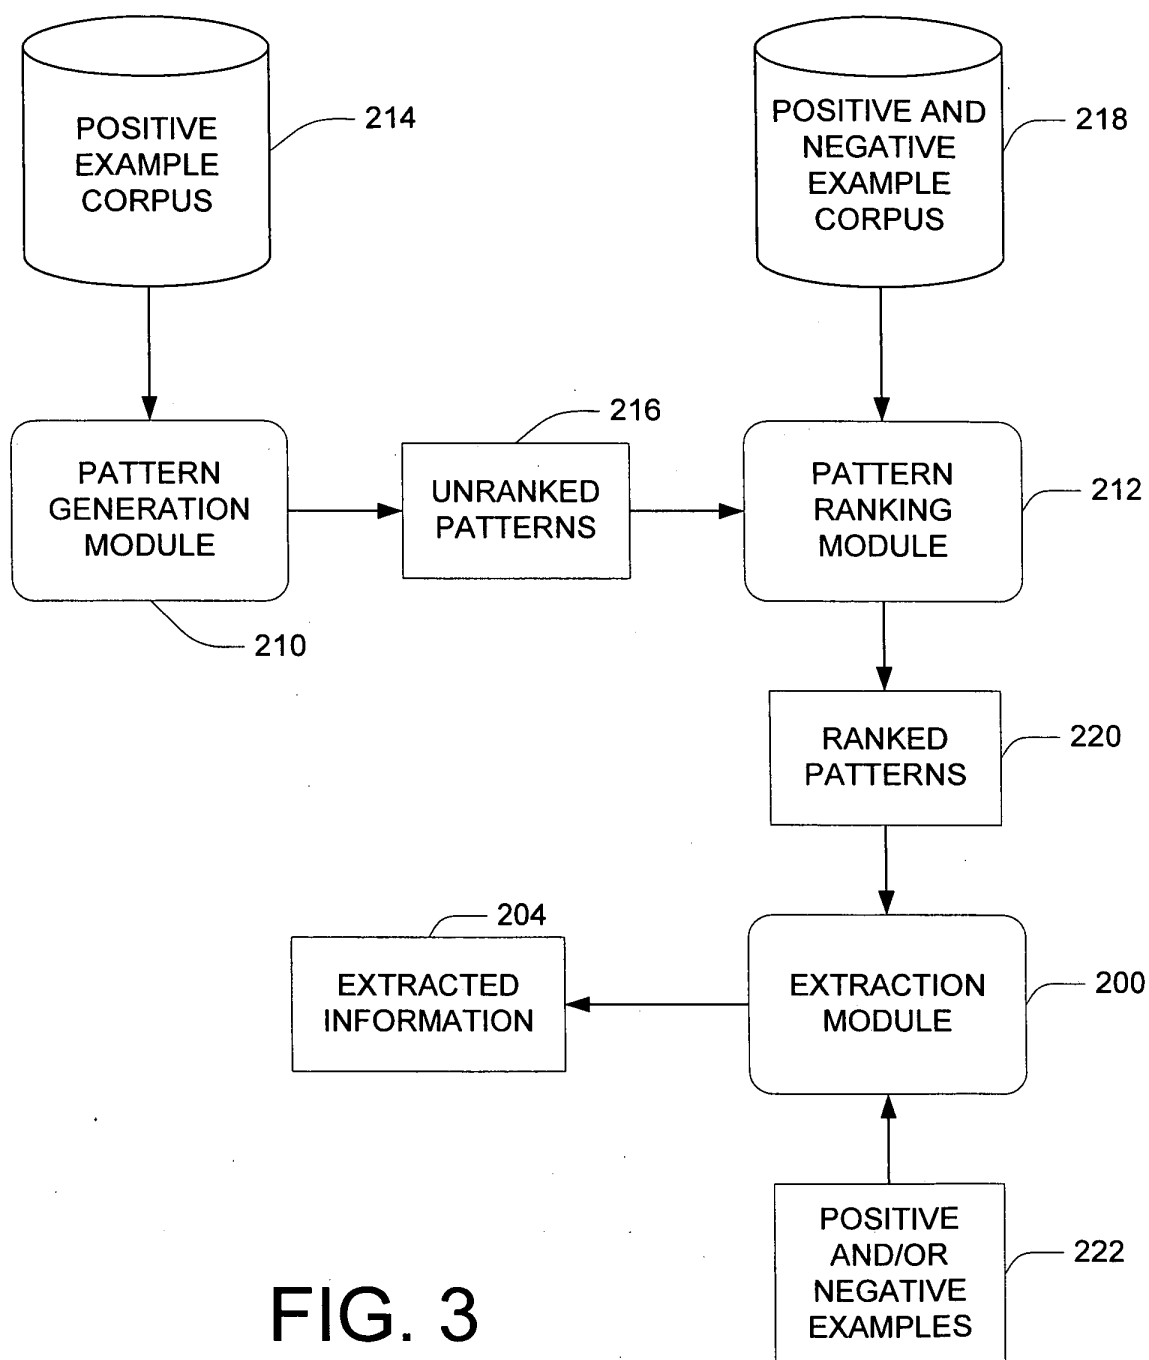 POSITIVE
EXAMPLE
CORPUS
214
POSITIVE AND
NEGATIVE
EXAMPLE
CORPUS
218
PATTERN
GENERATION
MODULE
210
UNRANKED
PATTERNS
216
PATTERN
RANKING
MODULE
212
RANKED
PATTERNS
220
EXTRACTED
INFORMATION
204
EXTRACTION
MODULE
200
POSITIVE
AND/OR
NEGATIVE
EXAMPLES
222
FIG. 3